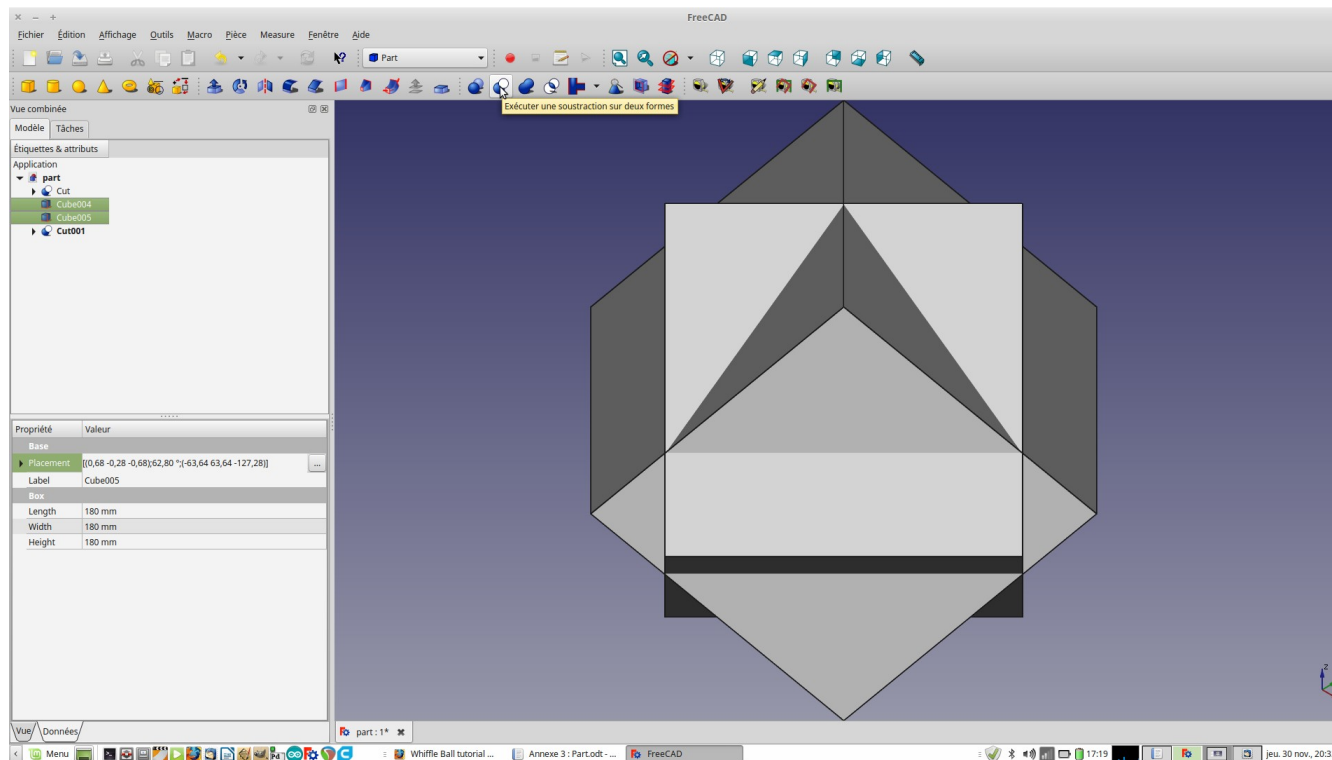 FreeCAD
Fichier Édition Affichage Outils Macro Pièce Measure Fenêtre Aide
Part
Exécuter une soustraction sur deux formes
Vue combinée
Modèle Tâches
Étiquettes & attributs
Application
part
Cut
Cube004
Cube005
Cut001
Propriété Valeur
Base
Placement [(0,68 -0,28 -0,68);62,80 °;(-63,64 63,64 -127,28)] ...
Label Cube005
Box
Length 180 mm
Width 180 mm
Height 180 mm
z
Vue Données
part : 1*
Menu Whiffle Ball tutorial ... Annexe 3 : Part.odt - ... FreeCAD 17:19 jeu. 30 nov., 20:3